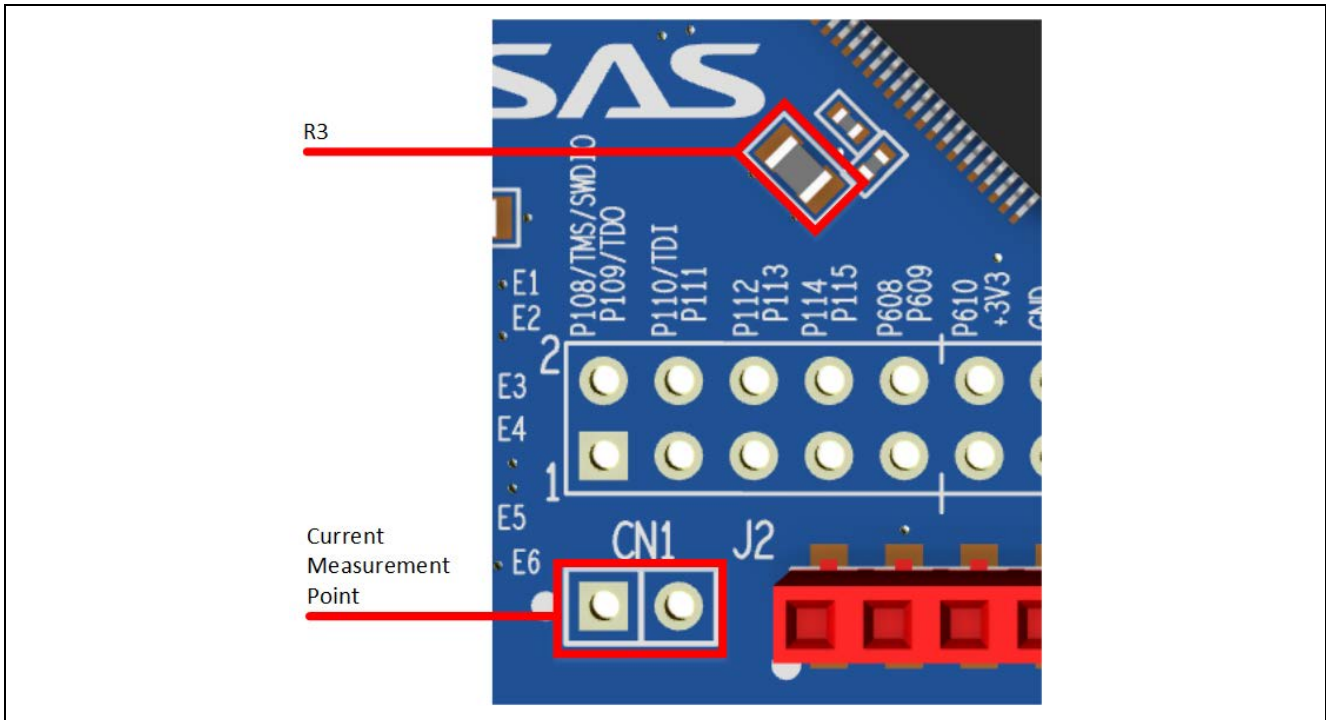 SAS
R3
P108/TMS/SWDIO
P109/TDO
P110/TDI
P111
P112
P113
P114
P115
P608
P609
P610
+3V3
GND
E1
E2
2
E3
E4
1
E5
CN1
J2
E6
Current
Measurement
Point